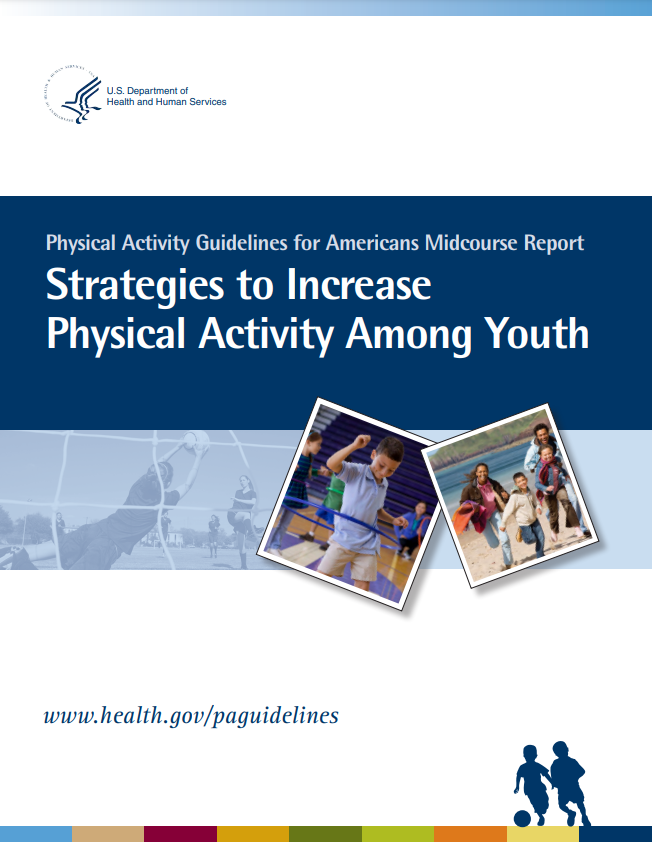 U.S. Department of
Health and Human Services
Physical Activity Guidelines for Americans Midcourse Report
Strategies to Increase
Physical Activity Among Youth
www.health.gov/paguidelines